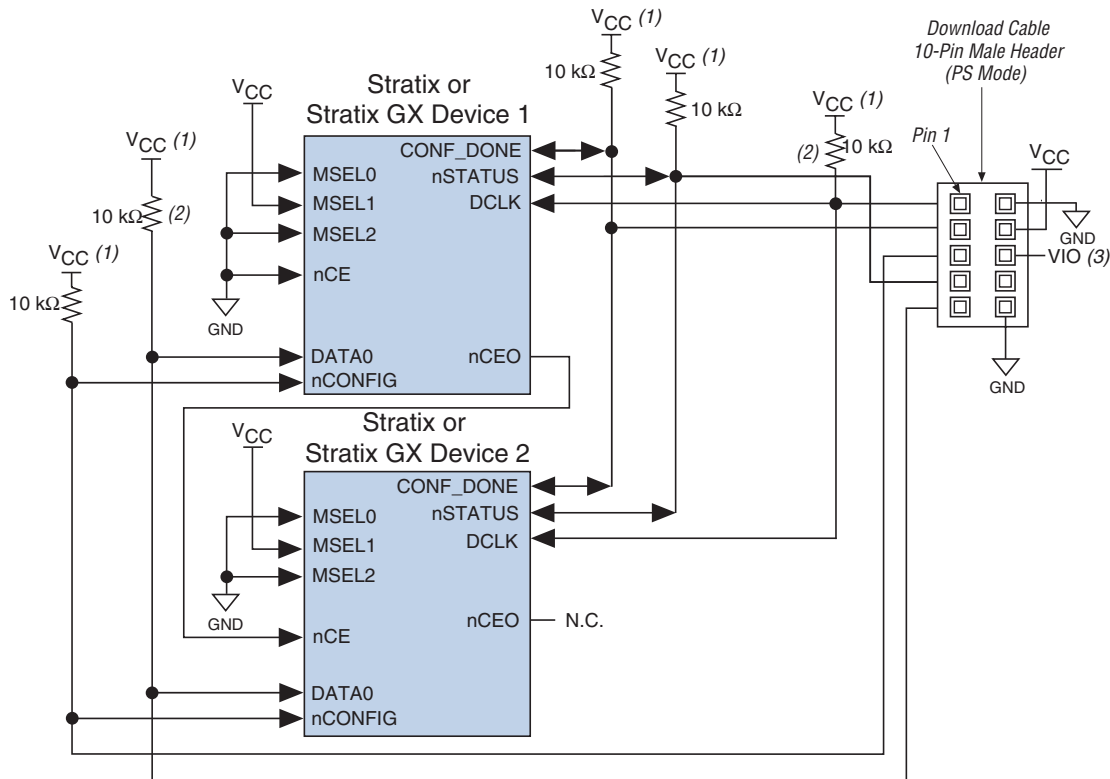 VCC (1)
10 kΩ
VCC (1)
10 kΩ
VCC (1)
(2) 10 kΩ
Download Cable
10-Pin Male Header
(PS Mode)
Pin 1
VCC
GND
VIO (3)
GND
VCC (1)
10 kΩ (2)
VCC (1)
10 kΩ
VCC
Stratix or
Stratix GX Device 1
MSEL0
MSEL1
MSEL2
nCE
GND
DATA0
nCONFIG
CONF_DONE
nSTATUS
DCLK
nCEO
VCC
Stratix or
Stratix GX Device 2
MSEL0
MSEL1
MSEL2
GND
nCE
DATA0
nCONFIG
CONF_DONE
nSTATUS
DCLK
nCEO
N.C.